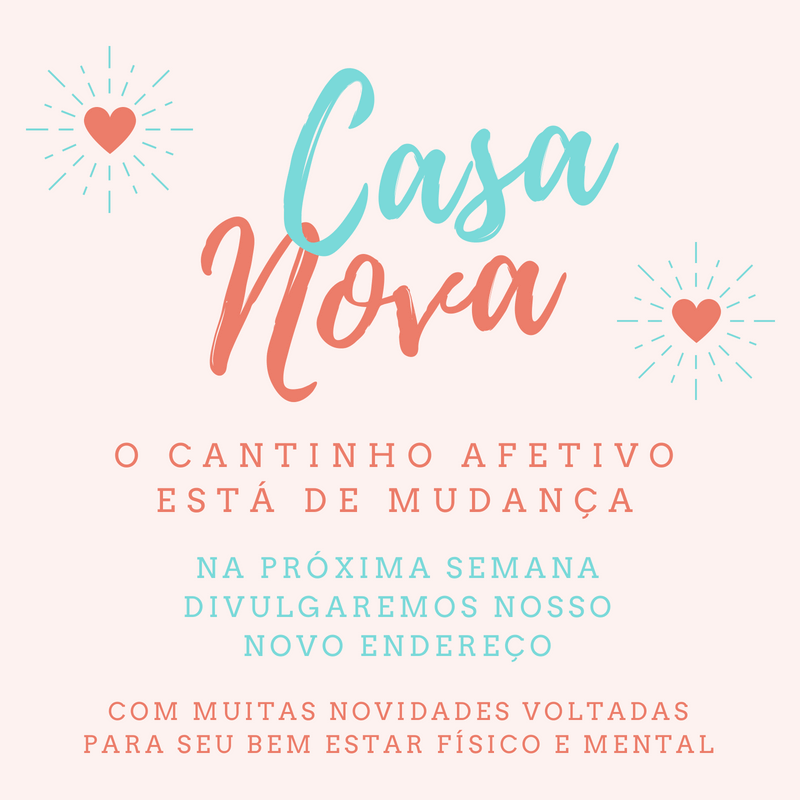 Casa
Nova
O CANTINHO AFETIVO
ESTÁ DE MUDANÇA
NA PRÓXIMA SEMANA
DIVULGAREMOS NOSSO
NOVO ENDEREÇO
COM MUITAS NOVIDADES VOLTADAS
PARA SEU BEM ESTAR FÍSICO E MENTAL